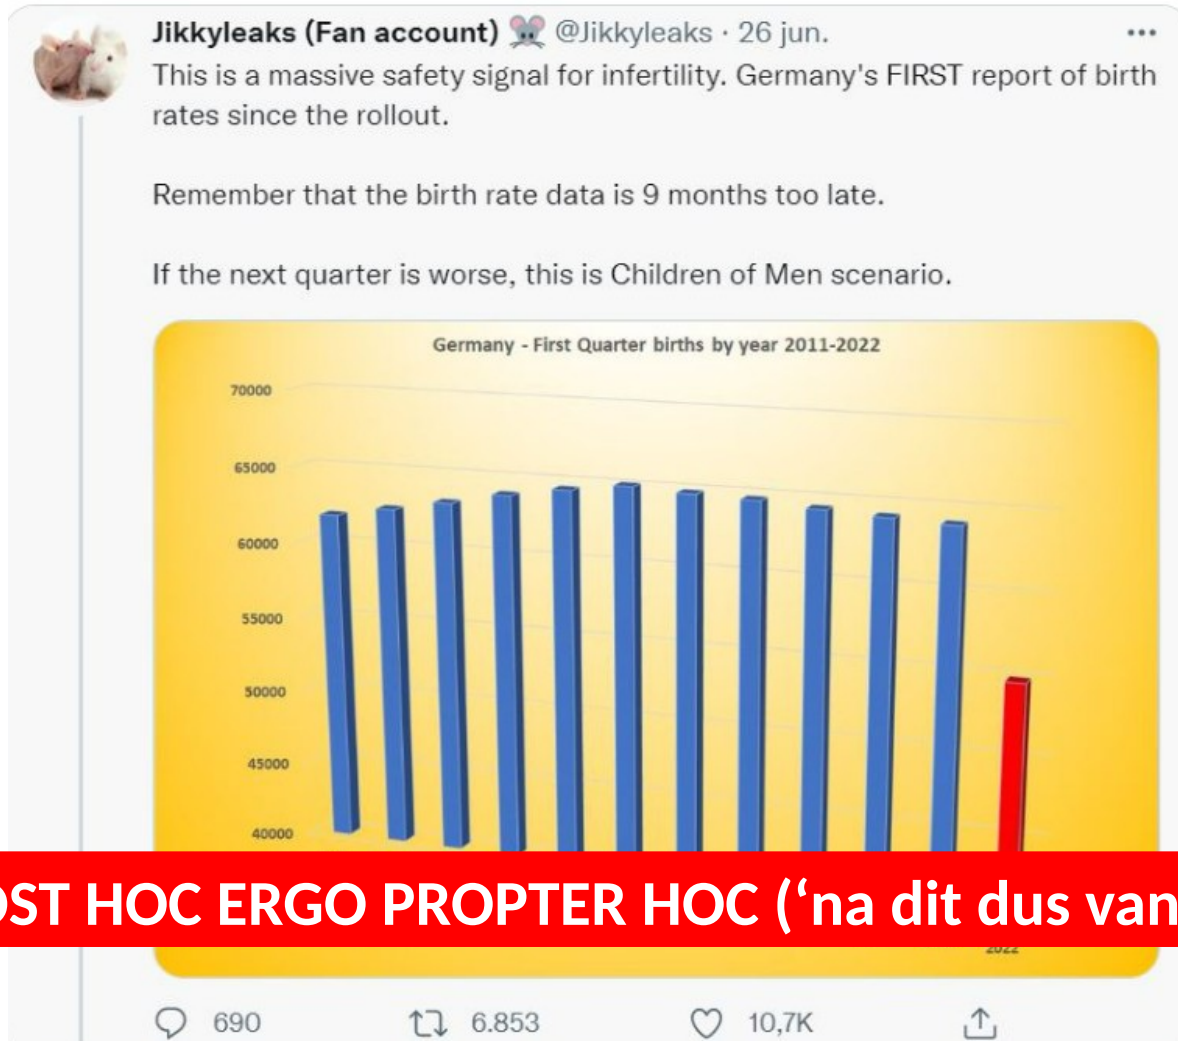 Jikkyleaks (Fan account) 🐭 @Jikkyleaks · 26 jun.
This is a massive safety signal for infertility. Germany's FIRST report of birth
rates since the rollout.
Remember that the birth rate data is 9 months too late.
If the next quarter is worse, this is Children of Men scenario.
Germany - First Quarter births by year 2011-2022
70000
65000
60000
55000
50000
45000
40000
OST HOC ERGO PROPTER HOC (‘na dit dus van
2022
690 6.853 10,7K